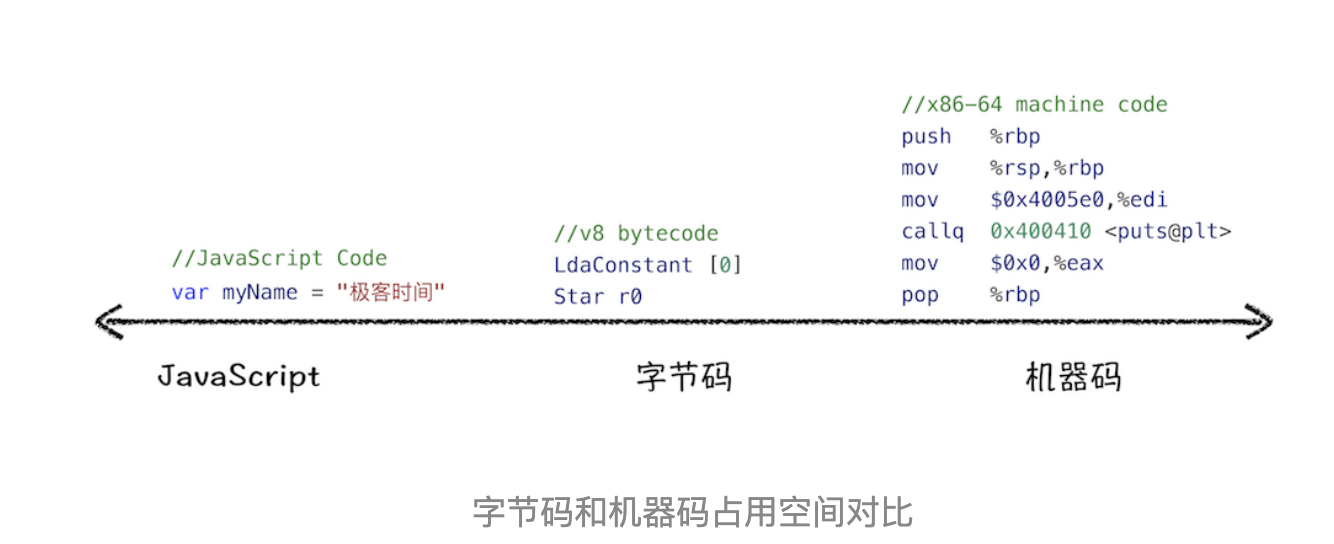 //JavaScript Code
var myName = "极客时间"
//v8 bytecode
LdaConstant [0]
Star r0
//x86-64 machine code
push   %rbp
mov    %rsp,%rbp
mov    $0x4005e0,%edi
callq  0x400410 <puts@plt>
mov    $0x0,%eax
pop    %rbp
JavaScript
字节码
机器码
字节码和机器码占用空间对比